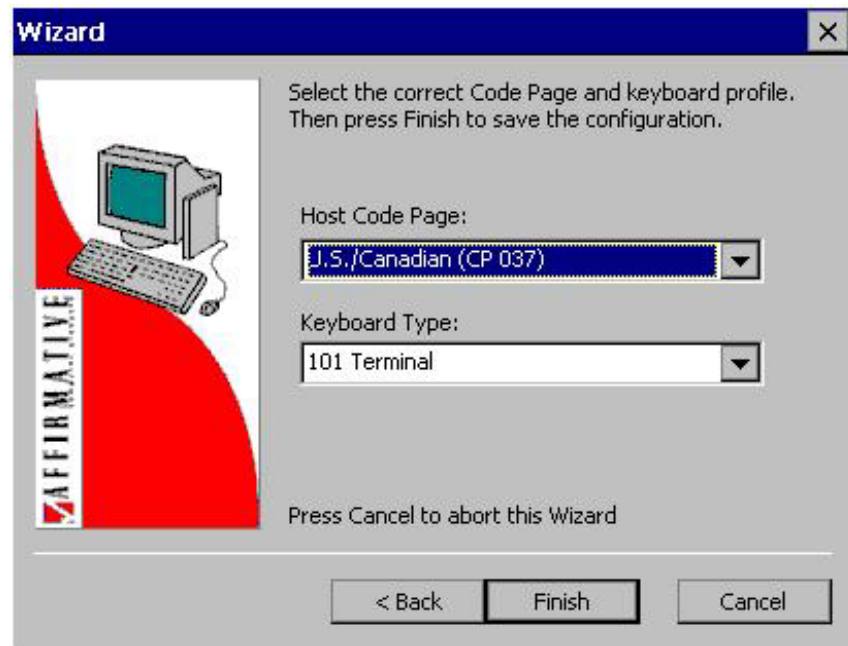 Wizard
Select the correct Code Page and keyboard profile.
Then press Finish to save the configuration.
Host Code Page:
J.S./Canadian (CP 037)
Keyboard Type:
101 Terminal
AFFIRMATIVE
Press Cancel to abort this Wizard
< Back
Finish
Cancel